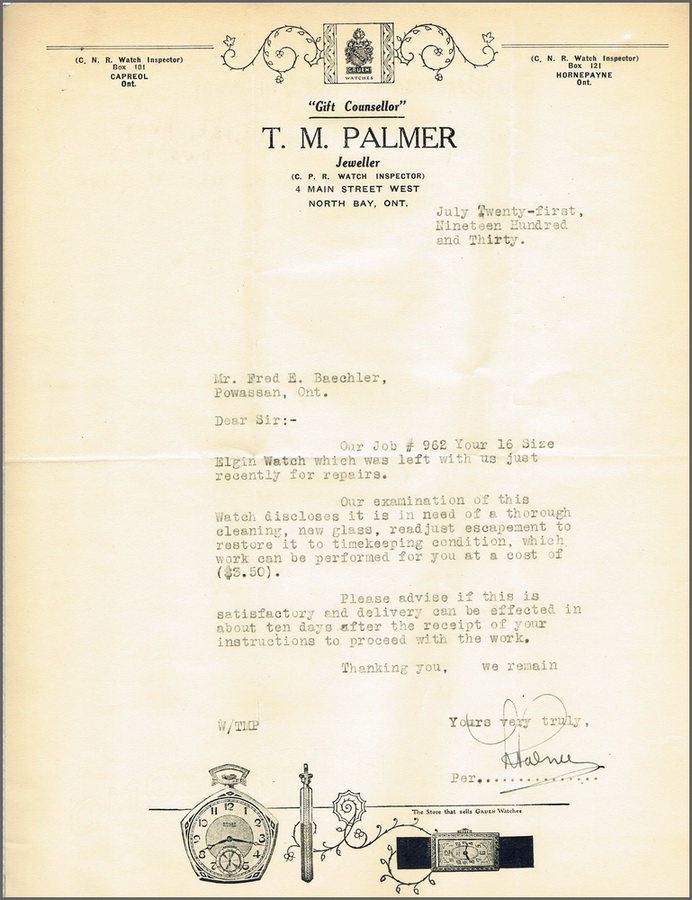 (C. N. R. Watch Inspector)
Box 101
CAPREOL
Ont.
GRUEN
WATCHES
(C. N. R. Watch Inspector)
Box 121
HORNEPAYNE
Ont.
"Gift Counsellor"
T. M. PALMER
Jeweller
(C. P. R. WATCH INSPECTOR)
4 MAIN STREET WEST
NORTH BAY, ONT.
July Twenty-first,
Nineteen Hundred
and Thirty.
Mr. Fred E. Baechler,
Powassan, Ont.
Dear Sir:-
Our Job # 962 Your 16 Size
Elgin Watch which was left with us just
recently for repairs.
Our examination of this
Watch discloses it is in need of a thorough
cleaning, new glass, readjust escapement to
restore it to timekeeping condition, which
work can be performed for you at a cost of
($3.50).
Please advise if this is
satisfactory and delivery can be effected in
about ten days after the receipt of your
instructions to proceed with the work.
Thanking you, we remain
W/TMP
Yours very truly,
Palmer
Per...............
The Store that sells GRUEN Watches